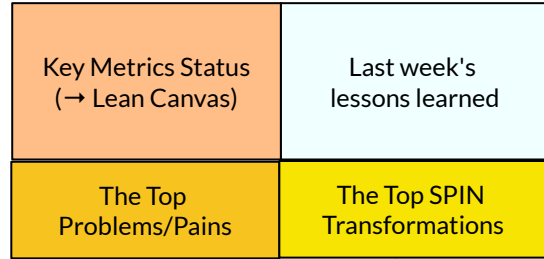 Key Metrics Status
(→ Lean Canvas)
Last week's
lessons learned
The Top
Problems/Pains
The Top SPIN
Transformations